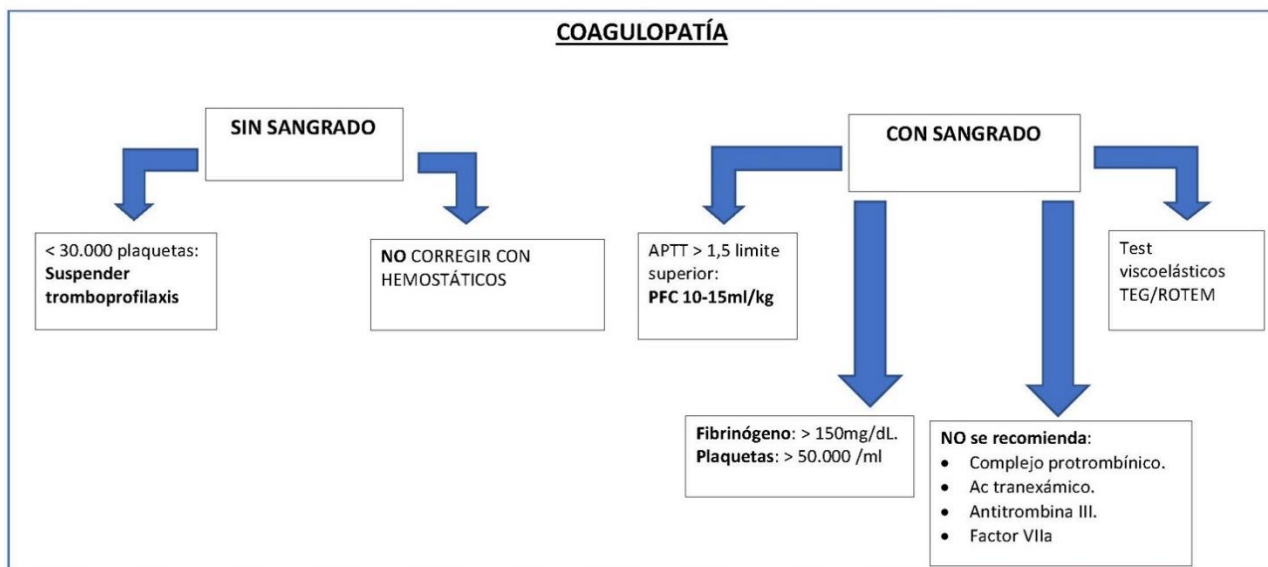 COAGULOPATÍA
SIN SANGRADO
< 30.000 plaquetas:
Suspender
tromboprofilaxis
NO CORREGIR CON
HEMOSTÁTICOS
CON SANGRADO
APTT > 1,5 limite
superior:
PFC 10-15ml/kg
Fibrinógeno: > 150mg/dL.
Plaquetas: > 50.000 /ml
NO se recomienda:
• Complejo protrombínico.
• Ac tranexámico.
• Antitrombina III.
• Factor VIIa
Test
viscoelásticos
TEG/ROTEM